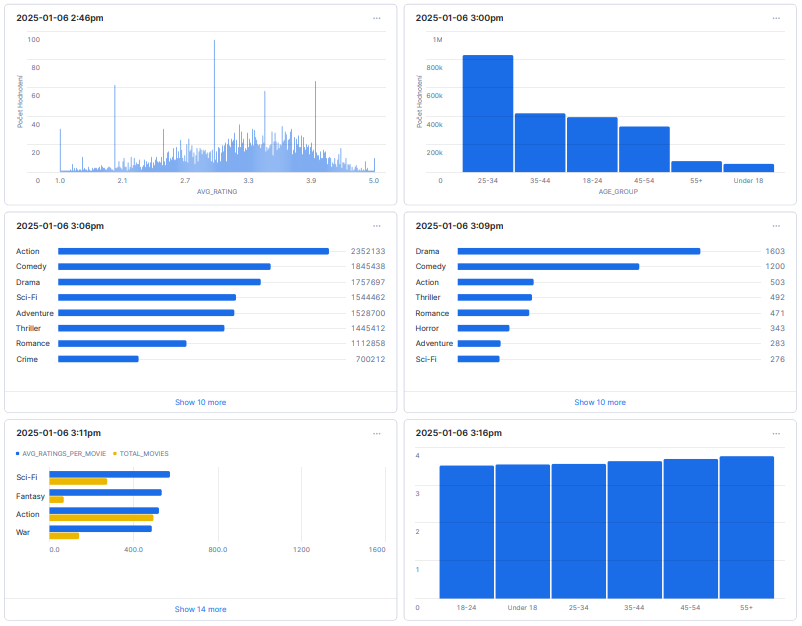 2025-01-06 2:46pm
...
Počet Hodnotení
100
80
60
40
20
0
1.0 2.1 2.7 3.3 3.9 5.0
AVG_RATING
2025-01-06 3:00pm
...
Počet Hodnotení
1M
800k
600k
400k
200k
0
25-34 35-44 18-24 45-54 55+ Under 18
AGE_GROUP
2025-01-06 3:06pm
...
Action 2352133
Comedy 1845438
Drama 1757697
Sci-Fi 1544462
Adventure 1528700
Thriller 1445412
Romance 1112858
Crime 700212
Show 10 more
2025-01-06 3:09pm
...
Drama 1603
Comedy 1200
Action 503
Thriller 492
Romance 471
Horror 343
Adventure 283
Sci-Fi 276
Show 10 more
2025-01-06 3:11pm
...
AVG_RATINGS_PER_MOVIE TOTAL_MOVIES
Sci-Fi
Fantasy
Action
War
0.0 400.0 800.0 1200 1600
Show 14 more
2025-01-06 3:16pm
...
4
3
2
1
0
18-24 Under 18 25-34 35-44 45-54 55+